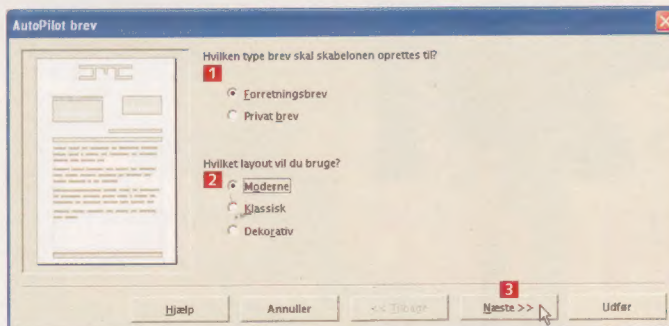 AutoPilot brev
Hvilken type brev skal skabelonen oprettes til?
1
Forretningsbrev
Privat brev
Hvilket layout vil du bruge?
2
Moderne
Klassisk
Dekorativ
3
Hjælp Annuller << Tilbage Næste >> Udfør